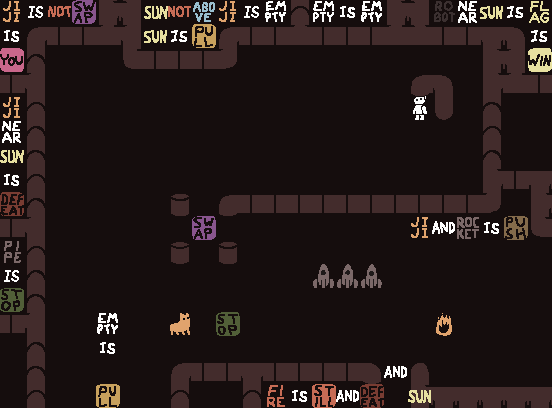 JIJI IS NOT SWAP SUN NOT ABOVE JIJI IS EMPTY EMPTY IS EMPTY ROBOT NEAR SUN IS FLAG
IS SUN IS PULL IS
YOU WIN
JIJI
NEAR
SUN
IS
DEFEAT
SWAP JIJI AND ROCKET IS PUSH
PIPE
IS
STOP
EMPTY STOP
IS
AND
PULL FIRE IS STILL AND DEFEAT SUN